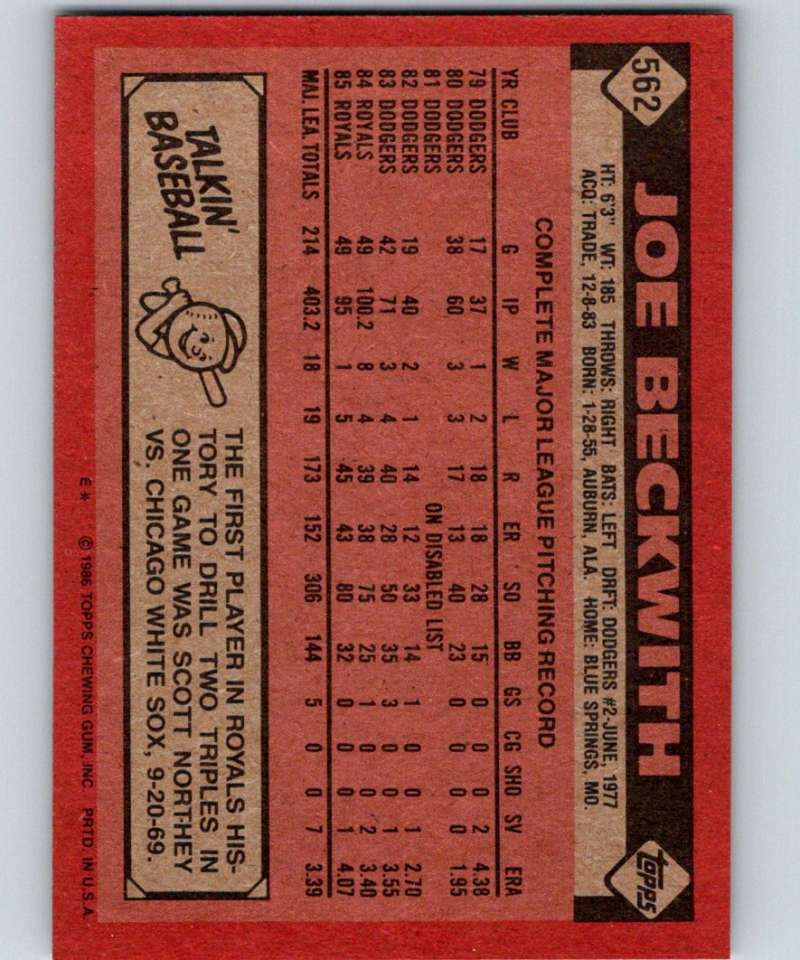 562
JOE BECKWITH
topps
HT: 6'3" WT: 185 THROWS: RIGHT BATS: LEFT DRFT: DODGERS #2-JUNE, 1977
ACQ: TRADE, 12-8-83 BORN: 1-28-55, AUBURN, ALA. HOME: BLUE SPRINGS, MO.
COMPLETE MAJOR LEAGUE PITCHING RECORD
YR CLUB G IP W L R ER SO BB GS CG SHO SV ERA
79 DODGERS 17 37 1 2 18 18 28 15 0 0 0 2 4.38
80 DODGERS 38 60 3 3 17 13 40 23 0 0 0 0 1.95
81 DODGERS ON DISABLED LIST
82 DODGERS 19 40 2 1 14 12 33 14 1 0 0 1 2.70
83 DODGERS 42 71 3 4 40 28 50 35 3 0 0 1 3.55
84 ROYALS 49 100.2 8 4 39 38 75 25 1 0 0 2 3.40
85 ROYALS 49 95 1 5 45 43 80 32 0 0 0 1 4.07
MAJ. LEA. TOTALS 214 403.2 18 19 173 152 306 144 5 0 0 7 3.39
TALKIN'
BASEBALL
THE FIRST PLAYER IN ROYALS HIS-
TORY TO DRILL TWO TRIPLES IN
ONE GAME WAS SCOTT NORTHEY
VS. CHICAGO WHITE SOX, 9-20-69.
E* © 1986 TOPPS CHEWING GUM, INC PRTD. IN U.S.A